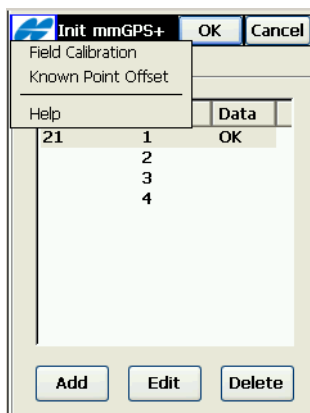 Init mmGPS+ OK Cancel
Field Calibration
Known Point Offset
Help
Data
21 1 OK
2
3
4
Add Edit Delete